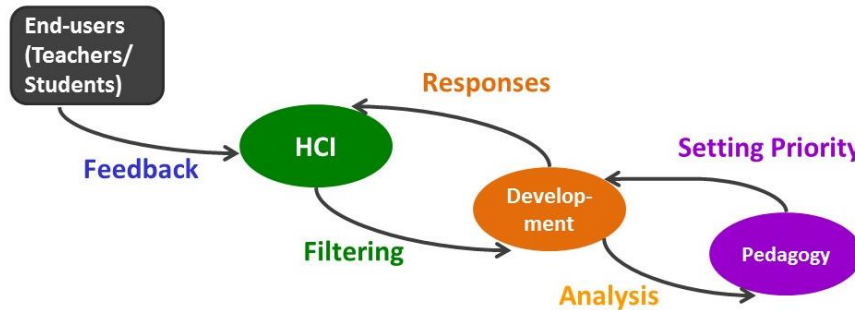 End-users
(Teachers/
Students)
Responses
HCI
Feedback
Setting Priority
Develop-
ment
Filtering
Pedagogy
Analysis